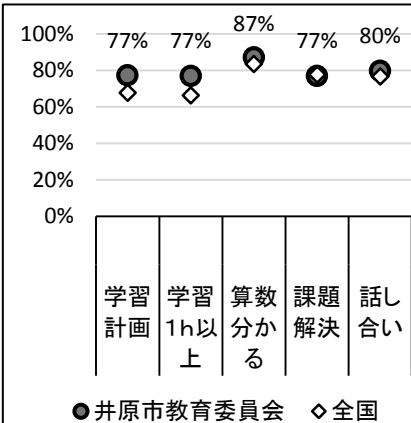 100%
80%
60%
40%
20%
0%
77%
77%
87%
77%
80%
学習
計画
学習
1h以
上
算数
分か
る
課題
解決
話し
合い
井原市教育委員会
全国